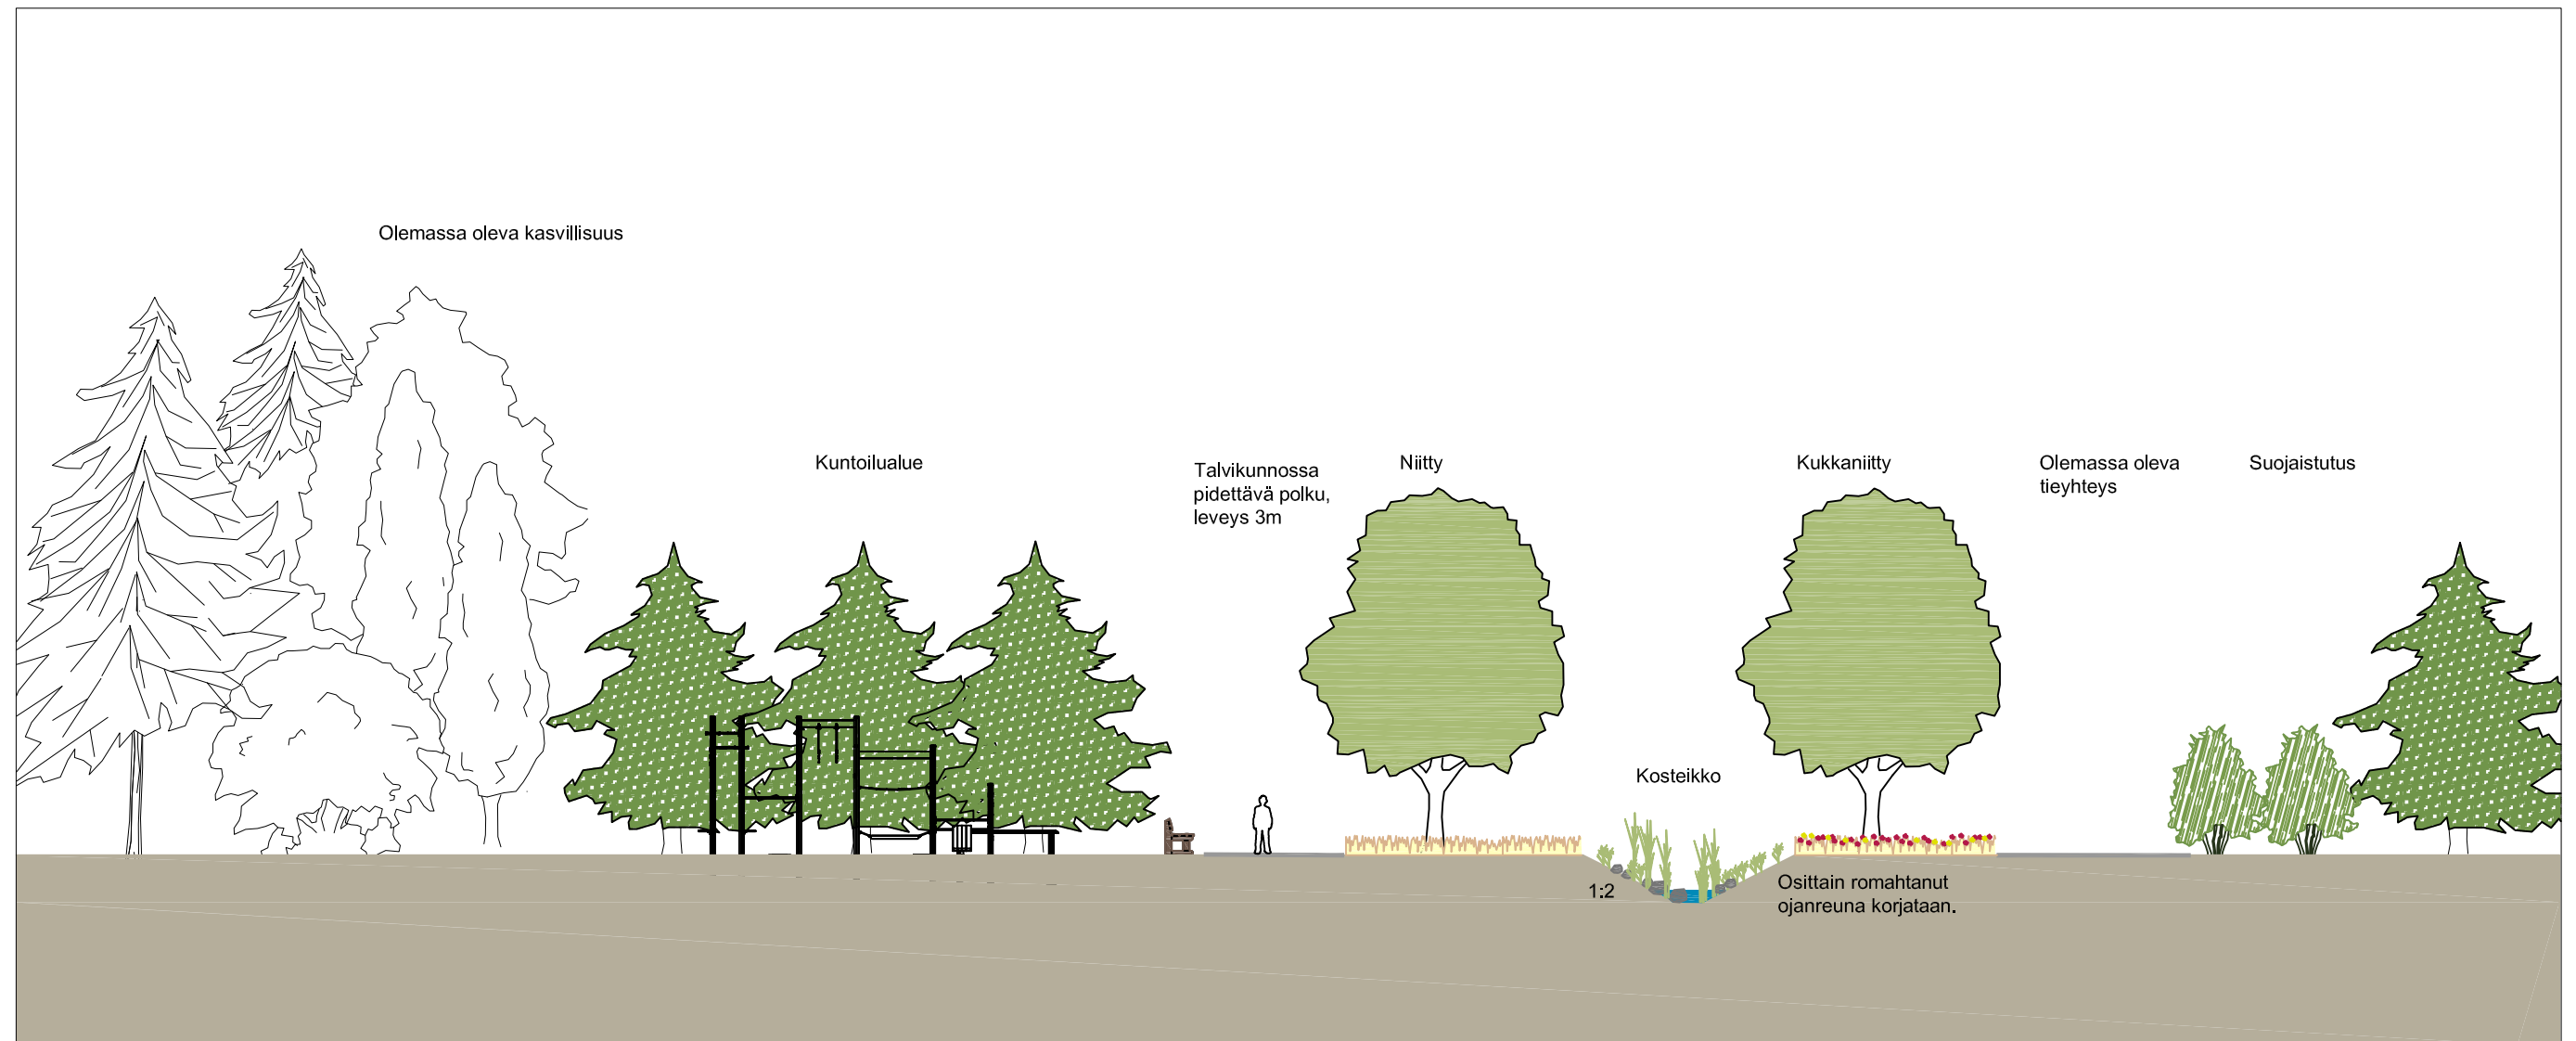 Olemassa oleva kasvillisuus
Kuntoilualue
Talvikunnossa
pidettävä polku,
leveys 3m
Niitty
Kosteikko
1:2
Kukkaniitty
Osittain romahtanut
ojanreuna korjataan.
Olemassa oleva
tieyhteys
Suojaistutus